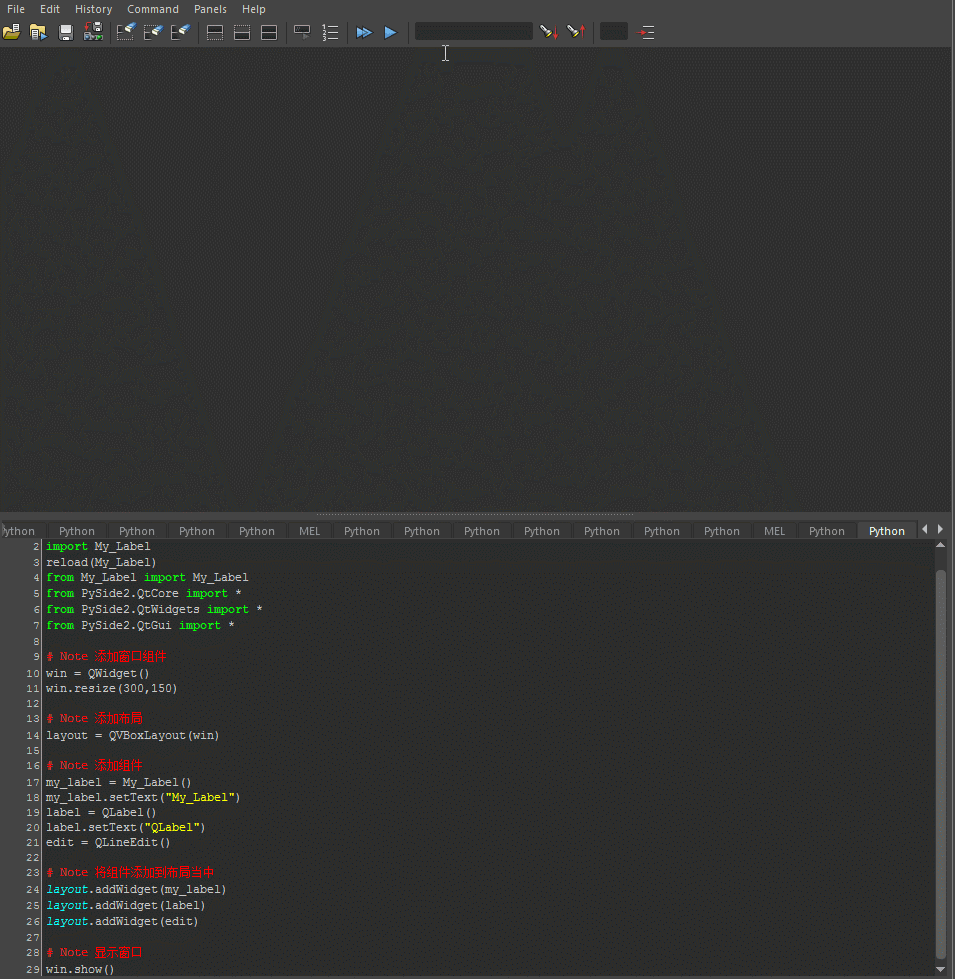 File Edit History Command Panels Help
ython Python Python Python Python MEL Python Python Python Python Python Python Python MEL Python Python
2 import My_Label
3 reload(My_Label)
4 from My_Label import My_Label
5 from PySide2.QtCore import *
6 from PySide2.QtWidgets import *
7 from PySide2.QtGui import *
8
9 # Note 添加窗口组件
10 win = QWidget()
11 win.resize(300,150)
12
13 # Note 添加布局
14 layout = QVBoxLayout(win)
15
16 # Note 添加组件
17 my_label = My_Label()
18 my_label.setText("My_Label")
19 label = QLabel()
20 label.setText("QLabel")
21 edit = QLineEdit()
22
23 # Note 将组件添加到布局当中
24 layout.addWidget(my_label)
25 layout.addWidget(label)
26 layout.addWidget(edit)
27
28 # Note 显示窗口
29 win.show()